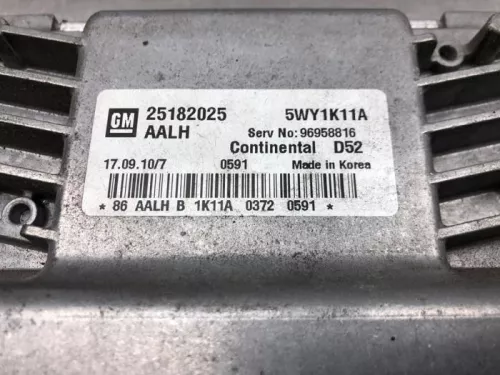 GM 25182025 5WY1K11A
AALH Serv No: 96958816
Continental D52
17.09.10/7 0591 Made in Korea
* 86 AALH B 1K11A 0372 0591 *